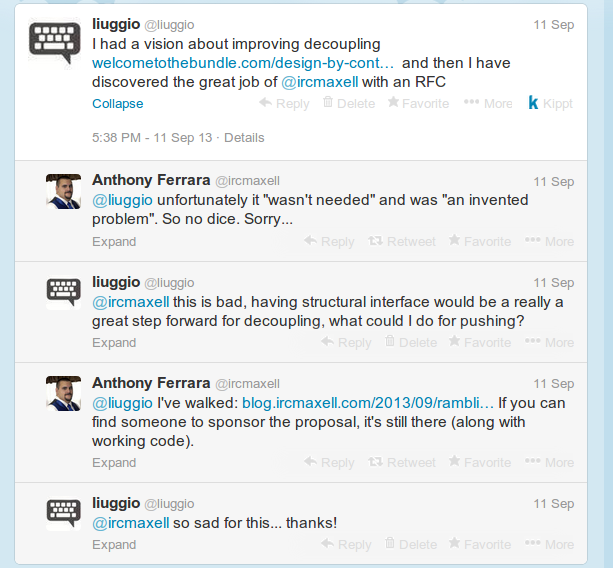 liuggio @liuggio 11 Sep
I had a vision about improving decoupling
welcometothebundle.com/design-by-cont… and then I have
discovered the great job of @ircmaxell with an RFC
Collapse Reply Delete Favorite More k Kippt
5:38 PM - 11 Sep 13 · Details
Anthony Ferrara @ircmaxell 11 Sep
@liuggio unfortunately it "wasn't needed" and was "an invented
problem". So no dice. Sorry...
Expand Reply Retweet Favorite More
liuggio @liuggio 11 Sep
@ircmaxell this is bad, having structural interface would be a really a
great step forward for decoupling, what could I do for pushing?
Expand Reply Delete Favorite More
Anthony Ferrara @ircmaxell 11 Sep
@liuggio I've walked: blog.ircmaxell.com/2013/09/rambli… If you can
find someone to sponsor the proposal, it's still there (along with
working code).
Expand Reply Retweet Favorite More
liuggio @liuggio 11 Sep
@ircmaxell so sad for this... thanks!
Expand Reply Delete Favorite More